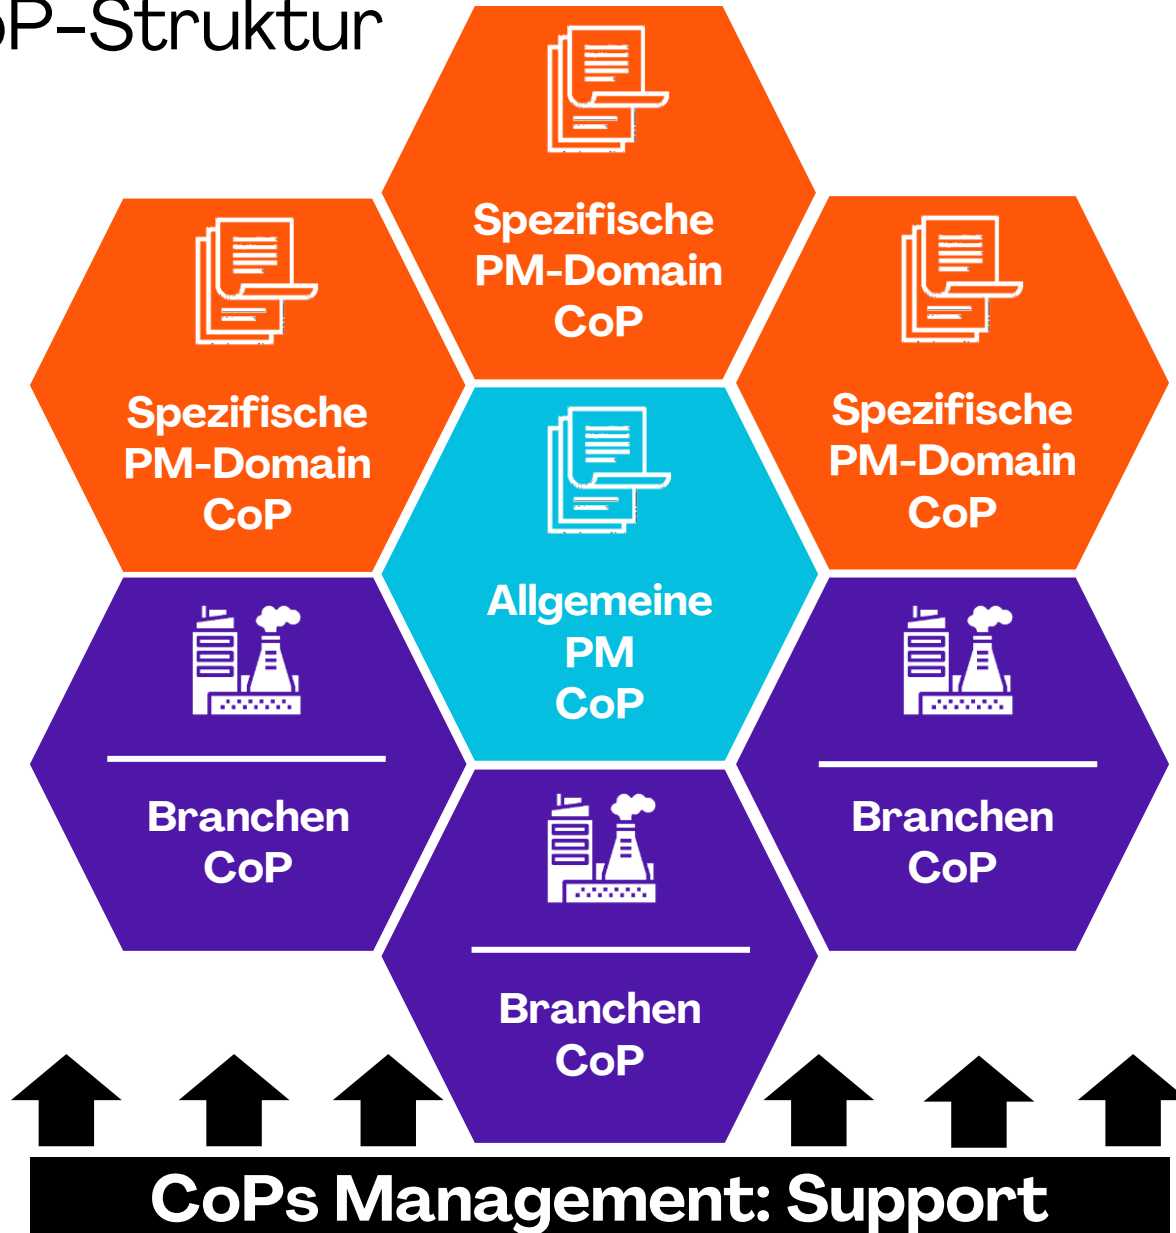 oP-Struktur
Spezifische
PM-Domain
CoP
Spezifische
PM-Domain
CoP
Spezifische
PM-Domain
CoP
Allgemeine
PM
CoP
Branchen
CoP
Branchen
CoP
Branchen
CoP
CoPs Management: Support